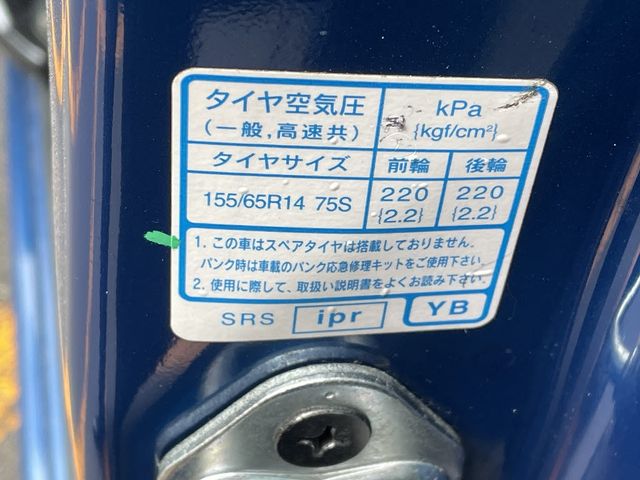 タイヤ空気圧 kPa
(一般,高速共) {kgf/cm²}
タイヤサイズ 前輪 後輪
155/65R14 75S 220 220
{2.2} {2.2}
1. この車はスペアタイヤは搭載しておりません.
パンク時は車載のパンク応急修理キットをご使用下さい.
2. 使用に際して、取扱い説明書をよくお読み下さい.
SRS ipr YB